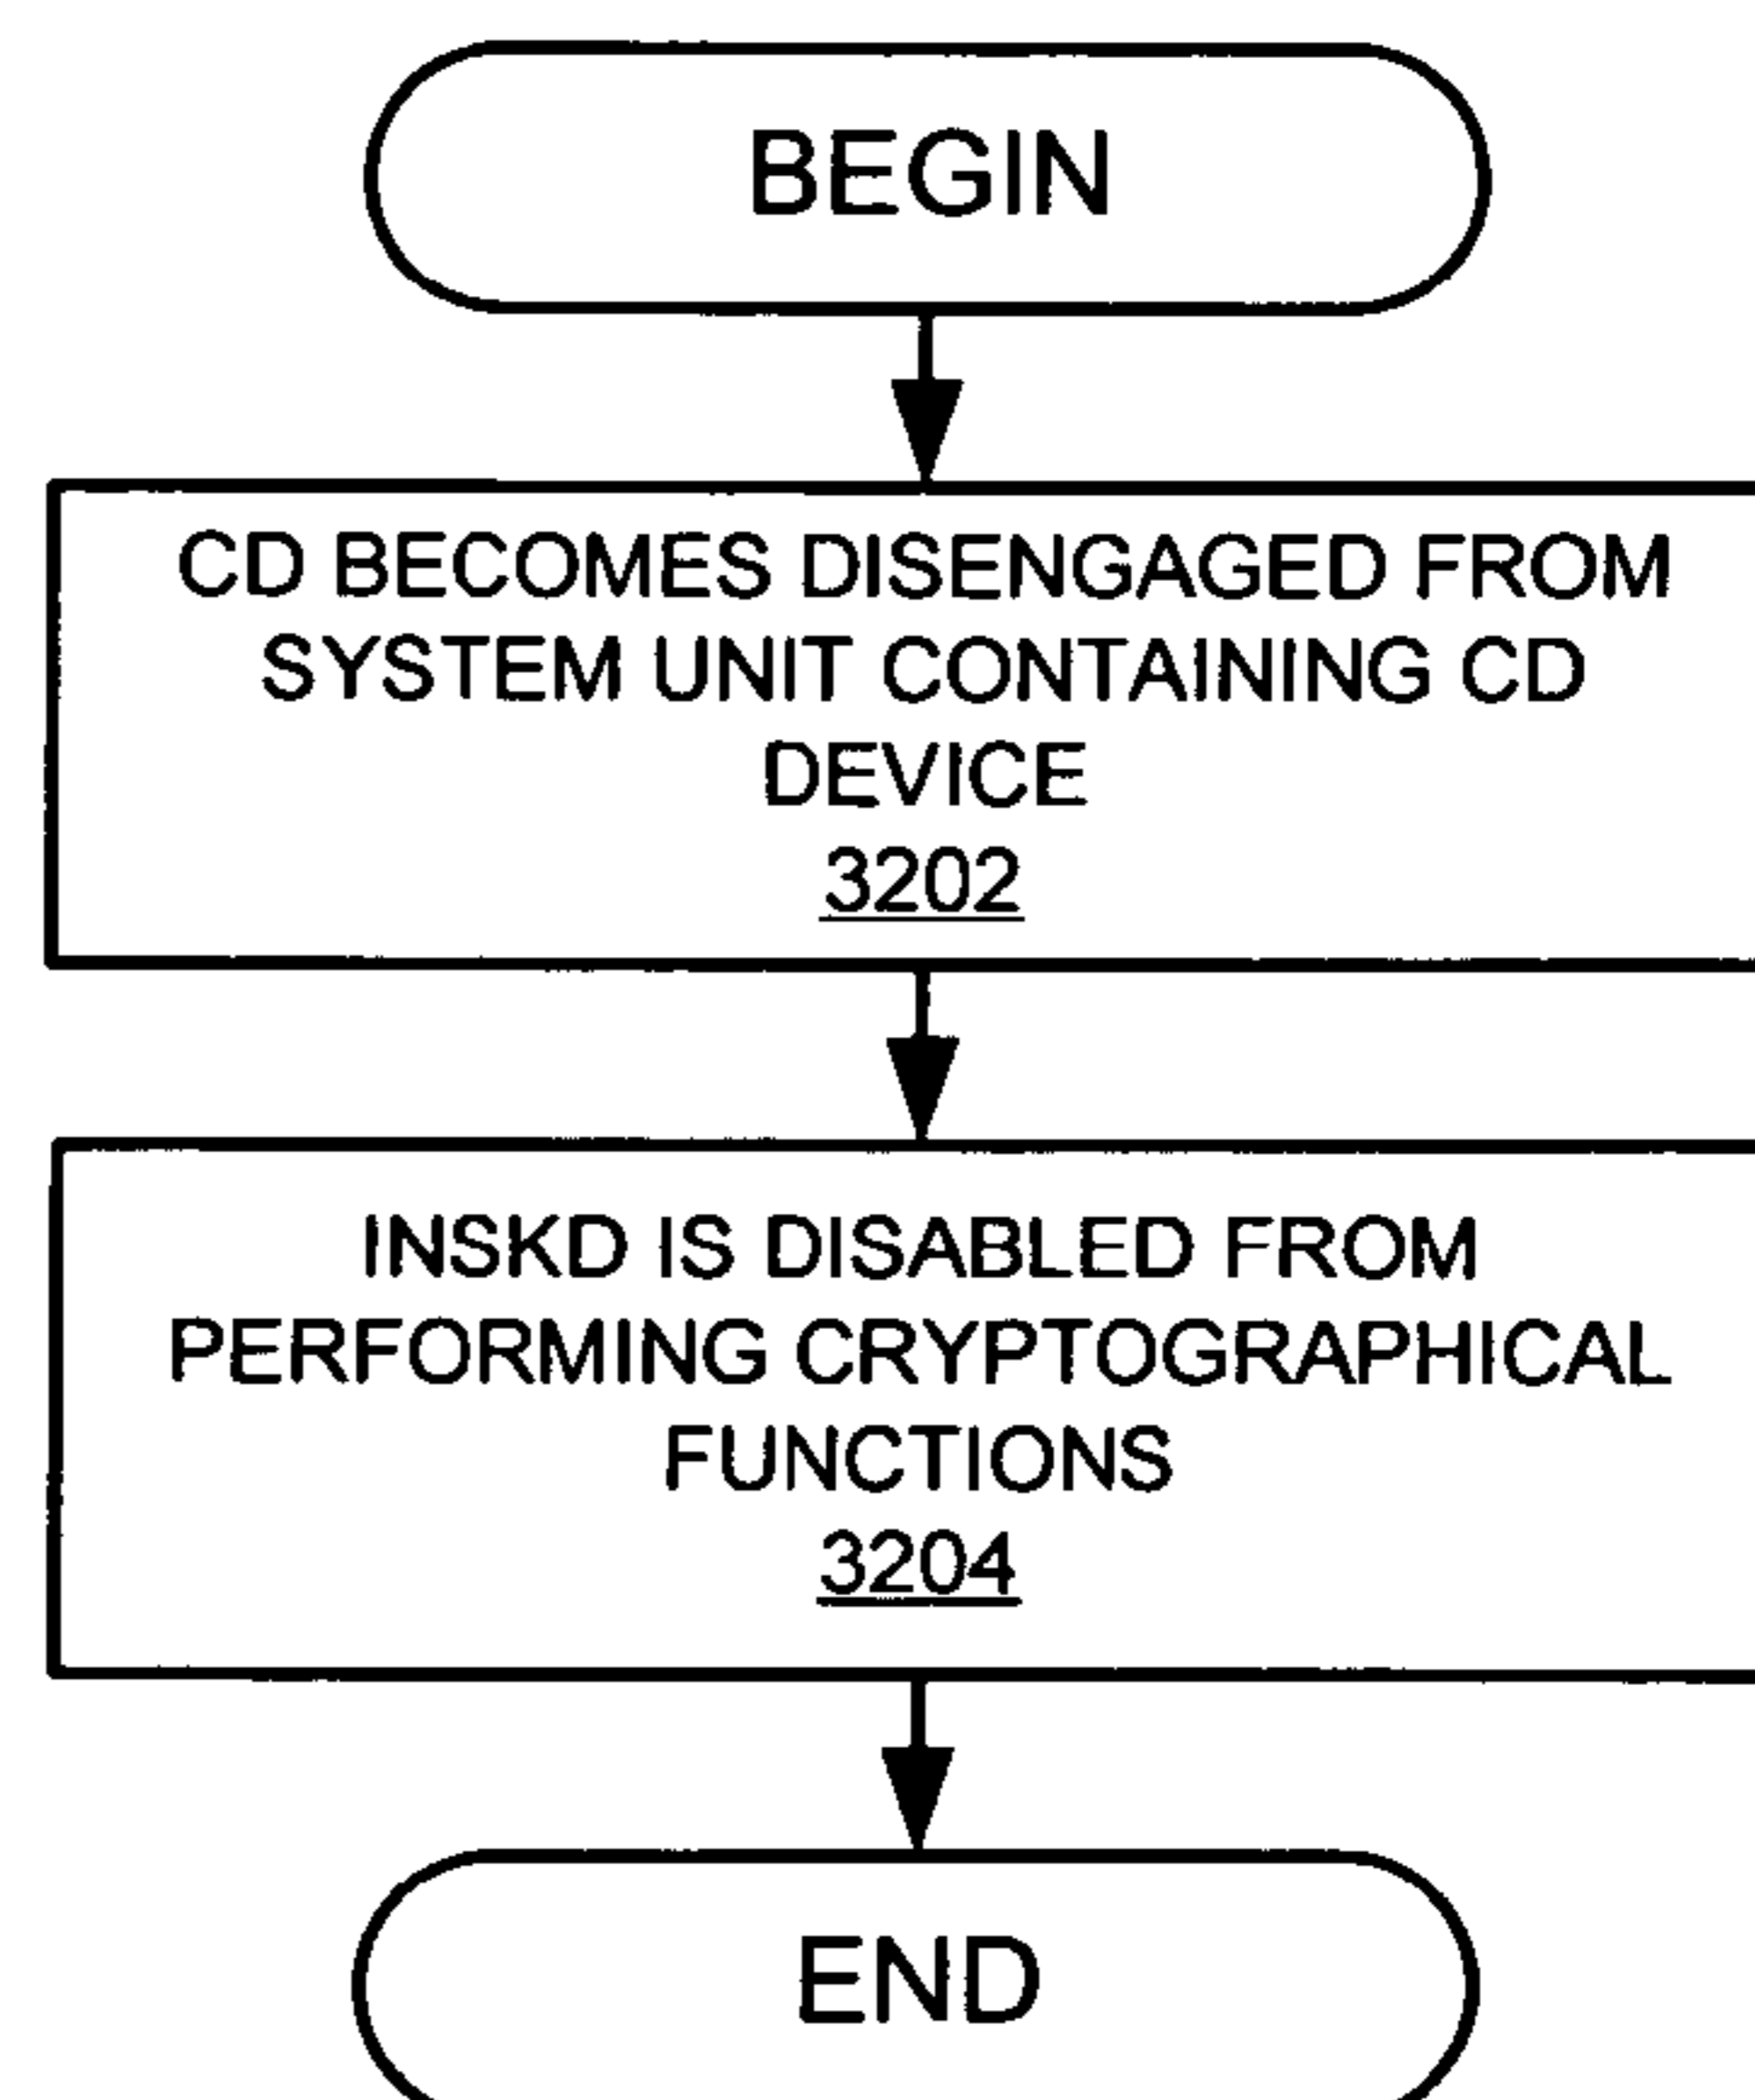 BEGIN
CD BECOMES DISENGAGED FROM
SYSTEM UNIT CONTAINING CD
DEVICE
3202
INSKD IS DISABLED FROM
PERFORMING CRYPTOGRAPHICAL
FUNCTIONS
3204
END